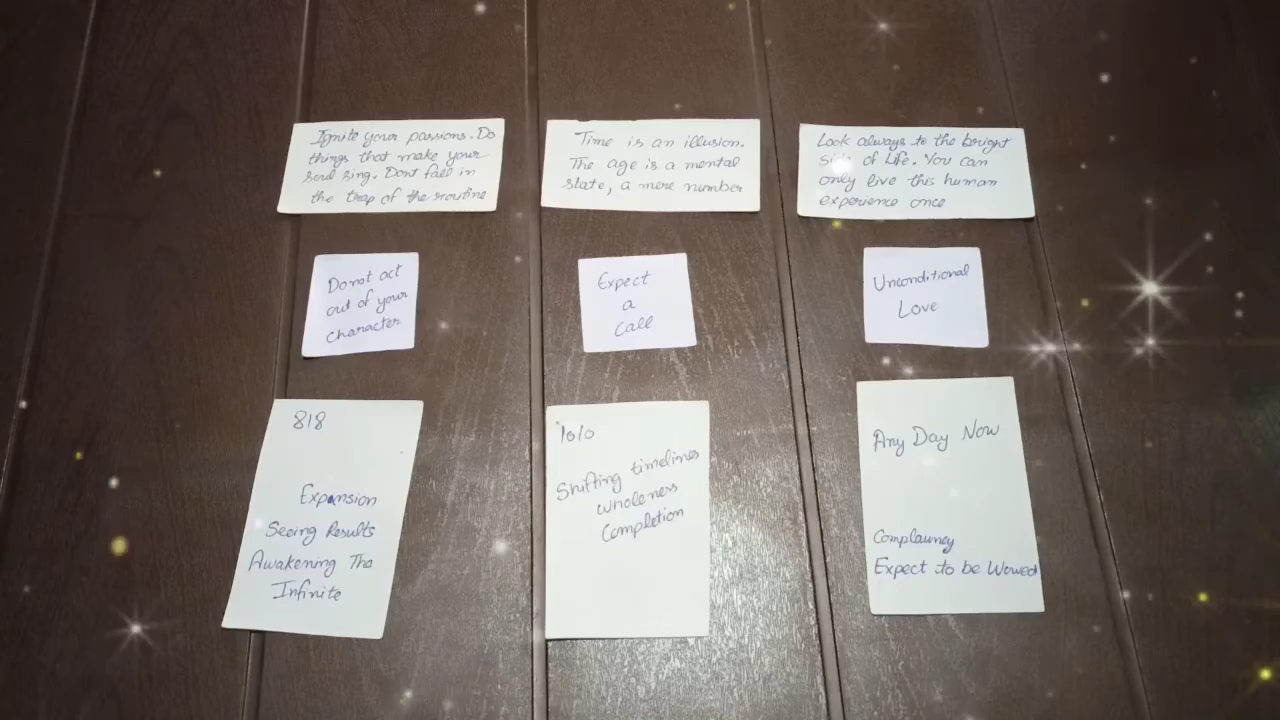 Ignite your passions. Do
things that make your
soul sing. Dont fall in
the trap of the routine
Time is an illusion.
The age is a mental
state, a mere number
Look always to the bright
side of Life. You can
only live this human
experience once
Do not act
out of your
character
Expect
a
Call
Unconditional
Love
818
Expansion
Seeing Results
Awakening The
Infinite
1010
Shifting timelines
wholeness
Completion
Any Day Now
Complauncy
Expect to be Wowed